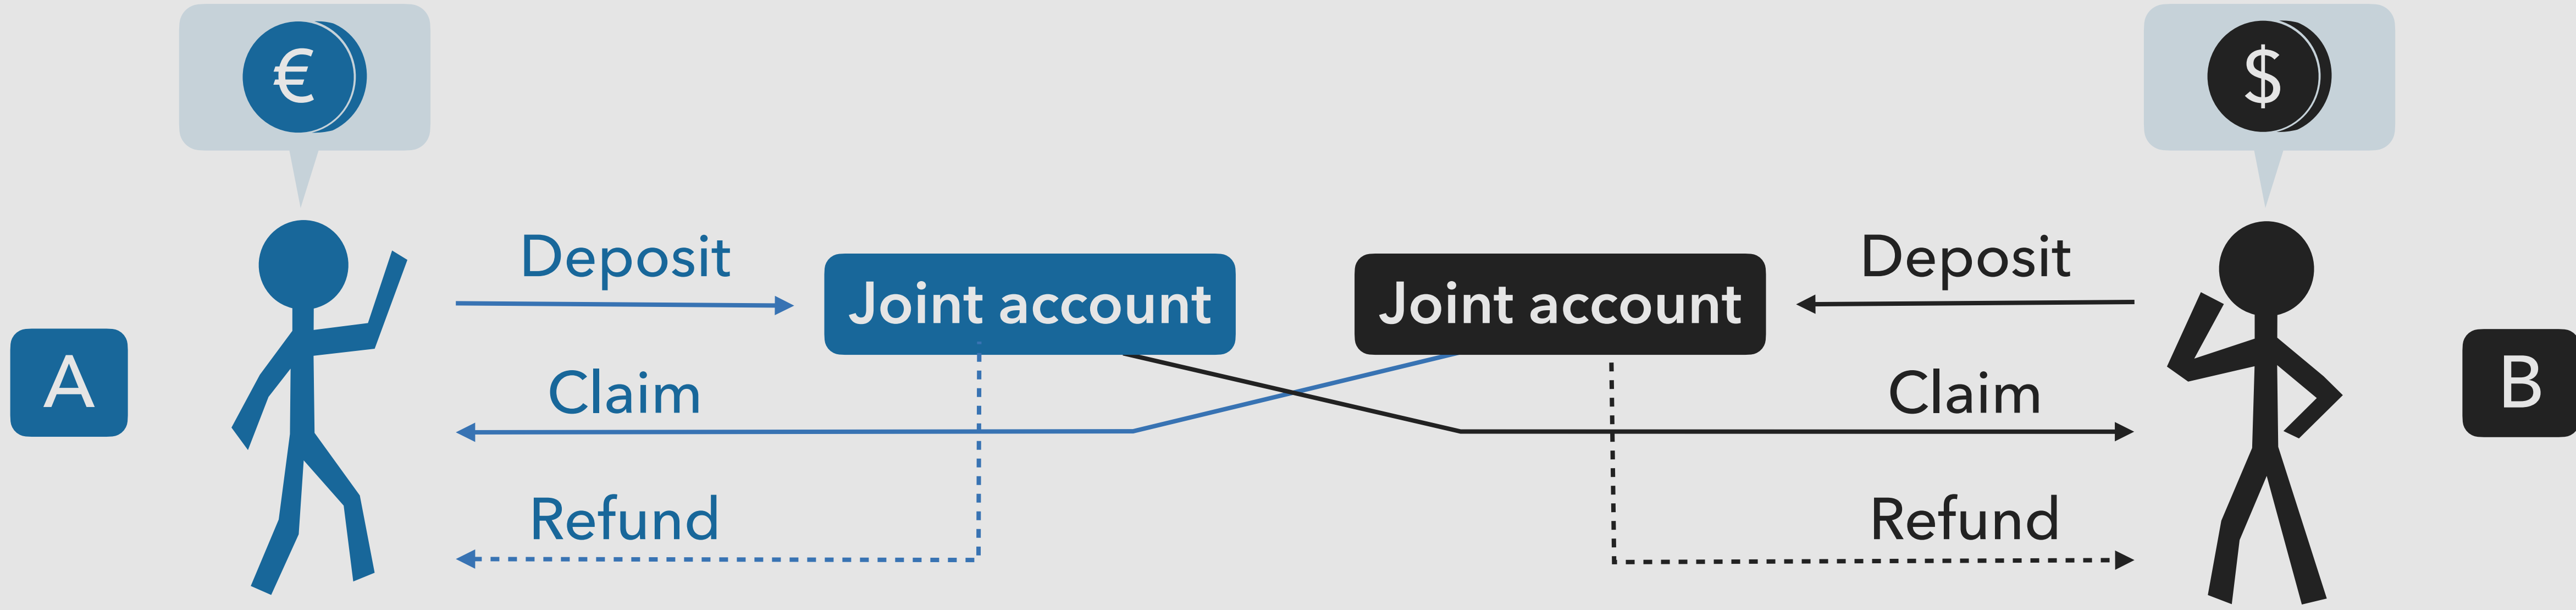 €
$
Deposit
Joint account
Joint account
Deposit
A
Claim
Claim
B
Refund
Refund